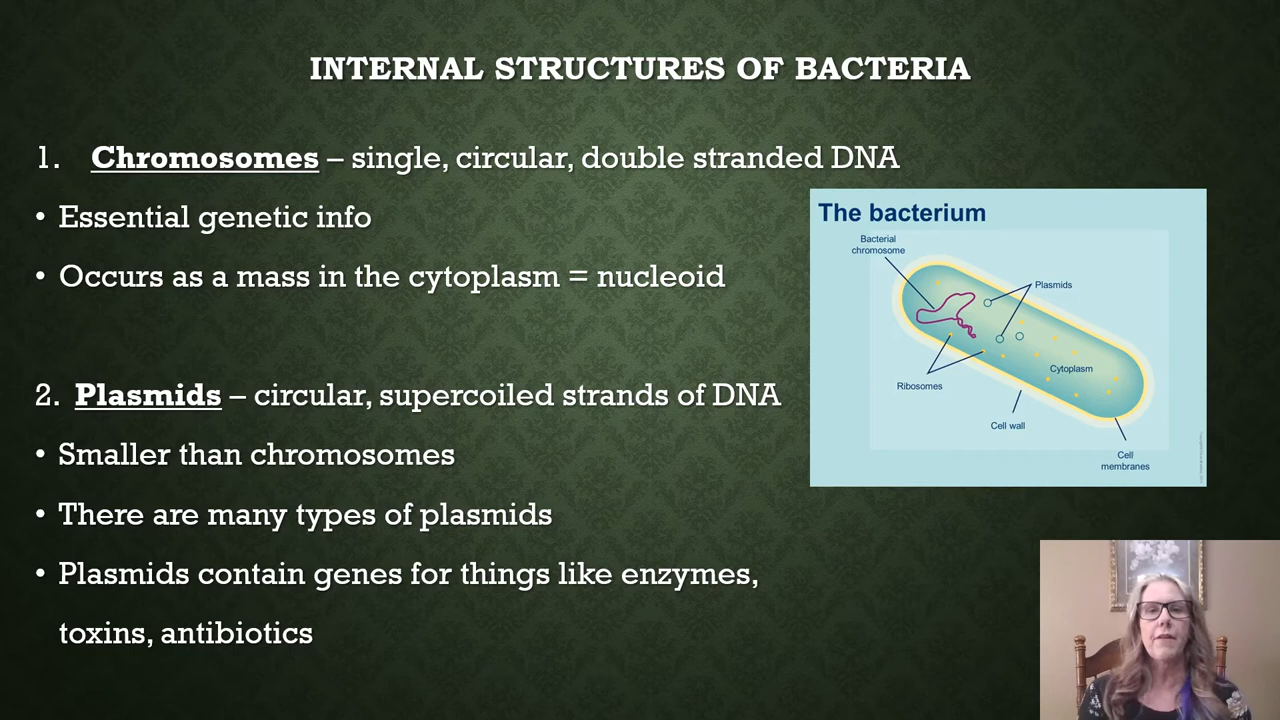 INTERNAL STRUCTURES OF BACTERIA
1. Chromosomes – single, circular, double stranded DNA
• Essential genetic info
• Occurs as a mass in the cytoplasm = nucleoid
2. Plasmids – circular, supercoiled strands of DNA
• Smaller than chromosomes
• There are many types of plasmids
• Plasmids contain genes for things like enzymes,
toxins, antibiotics
The bacterium
Bacterial
chromosome
Plasmids
Cytoplasm
Ribosomes
Cell wall
Cell
membranes